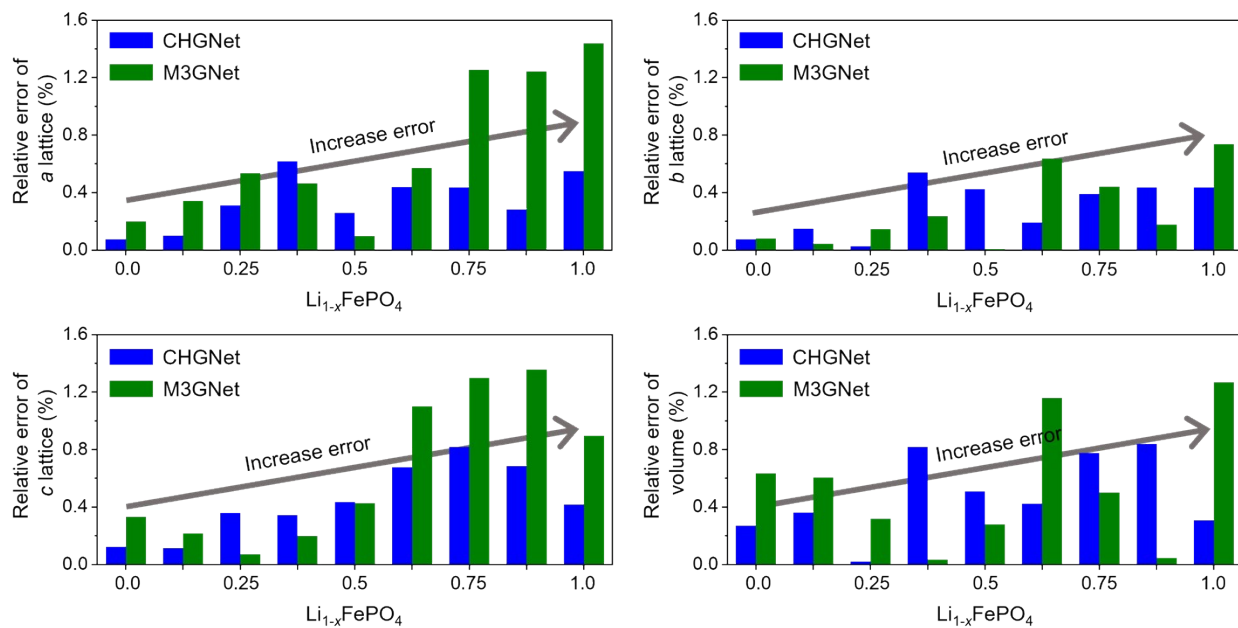 Relative error of
a lattice (%)
1.6
1.2
0.8
0.4
0.0
CHGNet
M3GNet
Increase error
0.0
0.25
0.5
0.75
1.0
Li1-xFePO4
Relative error of
b lattice (%)
1.6
1.2
0.8
0.4
0.0
CHGNet
M3GNet
Increase error
0.0
0.25
0.5
0.75
1.0
Li1-xFePO4
Relative error of
c lattice (%)
1.6
1.2
0.8
0.4
0.0
CHGNet
M3GNet
Increase error
0.0
0.25
0.5
0.75
1.0
Li1-xFePO4
Relative error of
volume (%)
1.6
1.2
0.8
0.4
0.0
CHGNet
M3GNet
Increase error
0.0
0.25
0.5
0.75
1.0
Li1-xFePO4